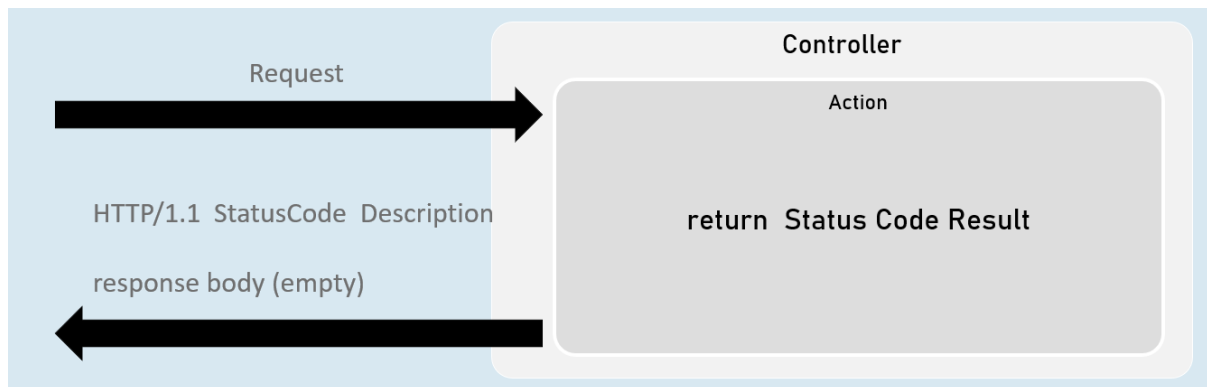 Controller
Request
Action
HTTP/1.1 StatusCode Description
return Status Code Result
response body (empty)